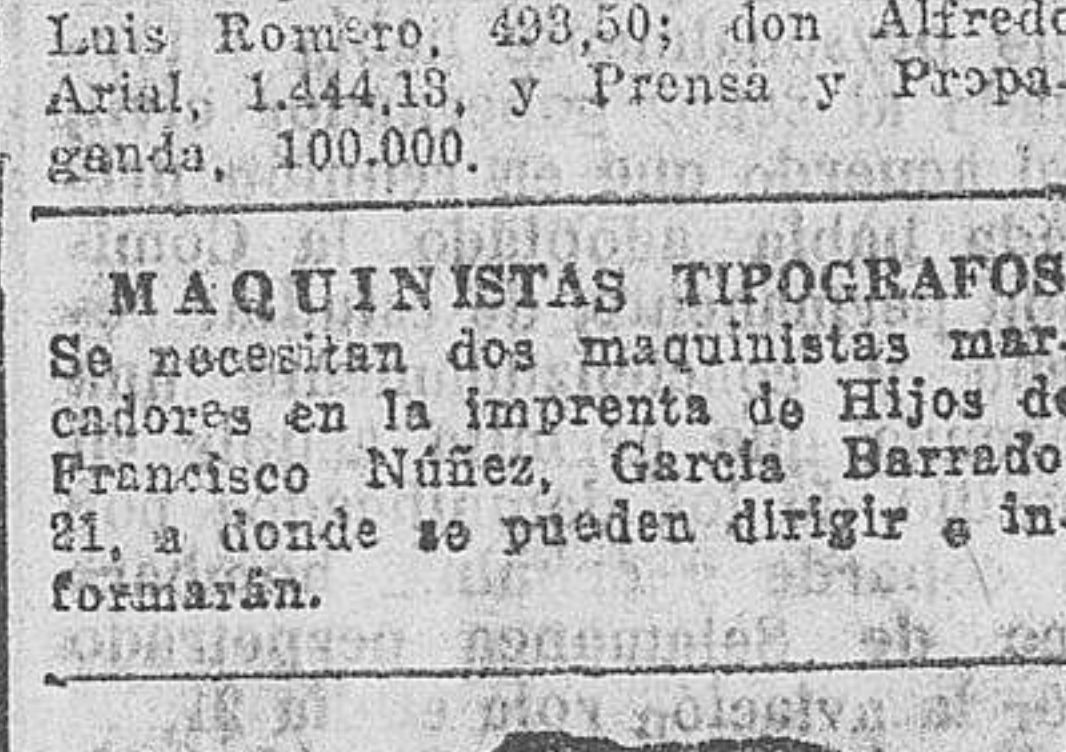 Luis Romero, 493,50; don Alfredo
Arial, 1.444,13, y Prensa y Propa-
ganda, 100.000.
MAQUINISTAS TIPOGRAFOS
Se necesitan dos maquinistas mar-
cadores en la imprenta de Hijos de
Francisco Núñez, García Barrado
21, a donde se pueden dirigir e in-
formarán.